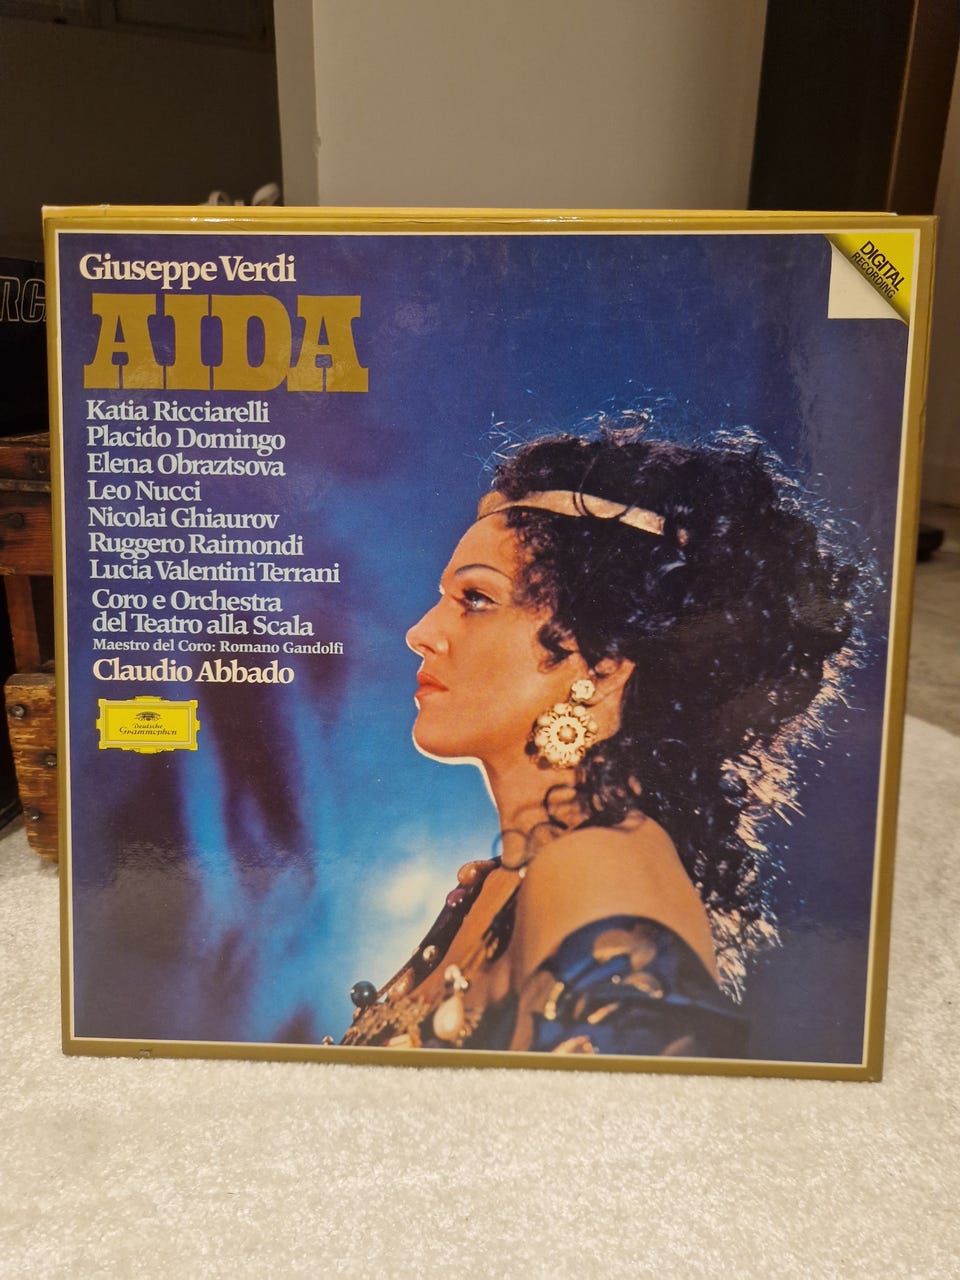 Giuseppe Verdi
AIDA
Katia Ricciarelli
Placido Domingo
Elena Obraztsova
Leo Nucci
Nicolai Ghiaurov
Ruggero Raimondi
Lucia Valentini Terrani
Coro e Orchestra
del Teatro alla Scala
Maestro del Coro: Romano Gandolfi
Claudio Abbado
Deutsche
Grammophon
DIGITAL
RECORDING